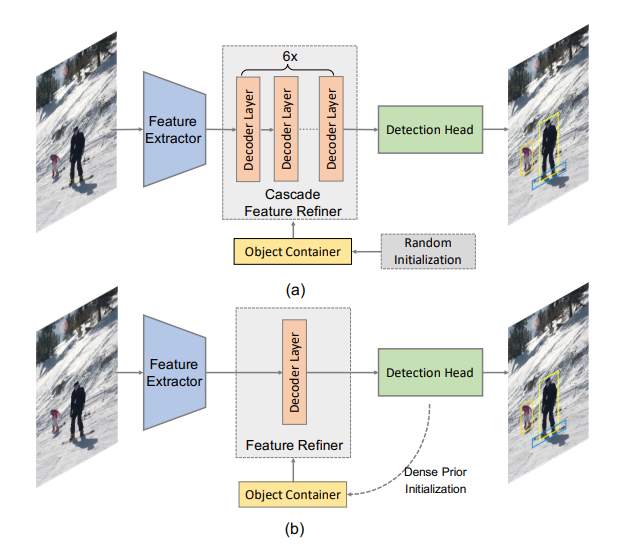 6x
Feature
Extractor
Decoder Layer
Decoder Layer
Decoder Layer
Detection Head
Cascade
Feature Refiner
Object Container
Random
Initialization
(a)
Feature
Extractor
Decoder Layer
Detection Head
Feature Refiner
Dense Prior
Initialization
Object Container
(b)